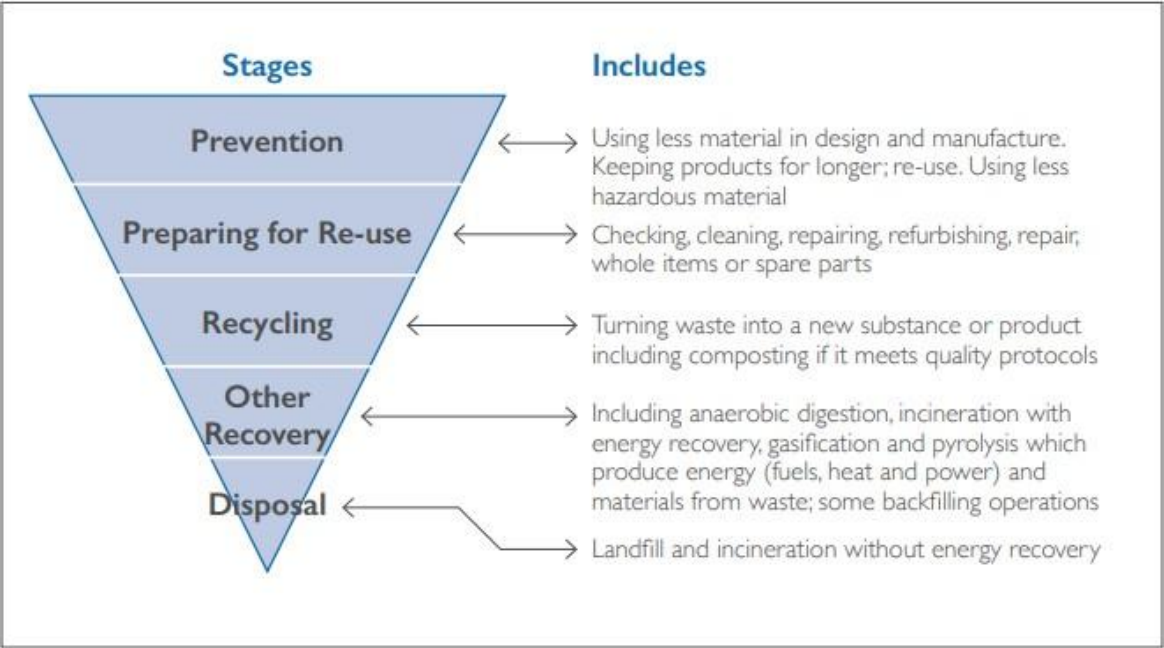 Stages
Includes
Prevention
Using less material in design and manufacture.
Keeping products for longer; re-use. Using less
hazardous material
Preparing for Re-use
Checking, cleaning, repairing, refurbishing, repair,
whole items or spare parts
Recycling
Turning waste into a new substance or product
including composting if it meets quality protocols
Other
Recovery
Including anaerobic digestion, incineration with
energy recovery, gasification and pyrolysis which
produce energy (fuels, heat and power) and
materials from waste; some backfilling operations
Disposal
Landfill and incineration without energy recovery